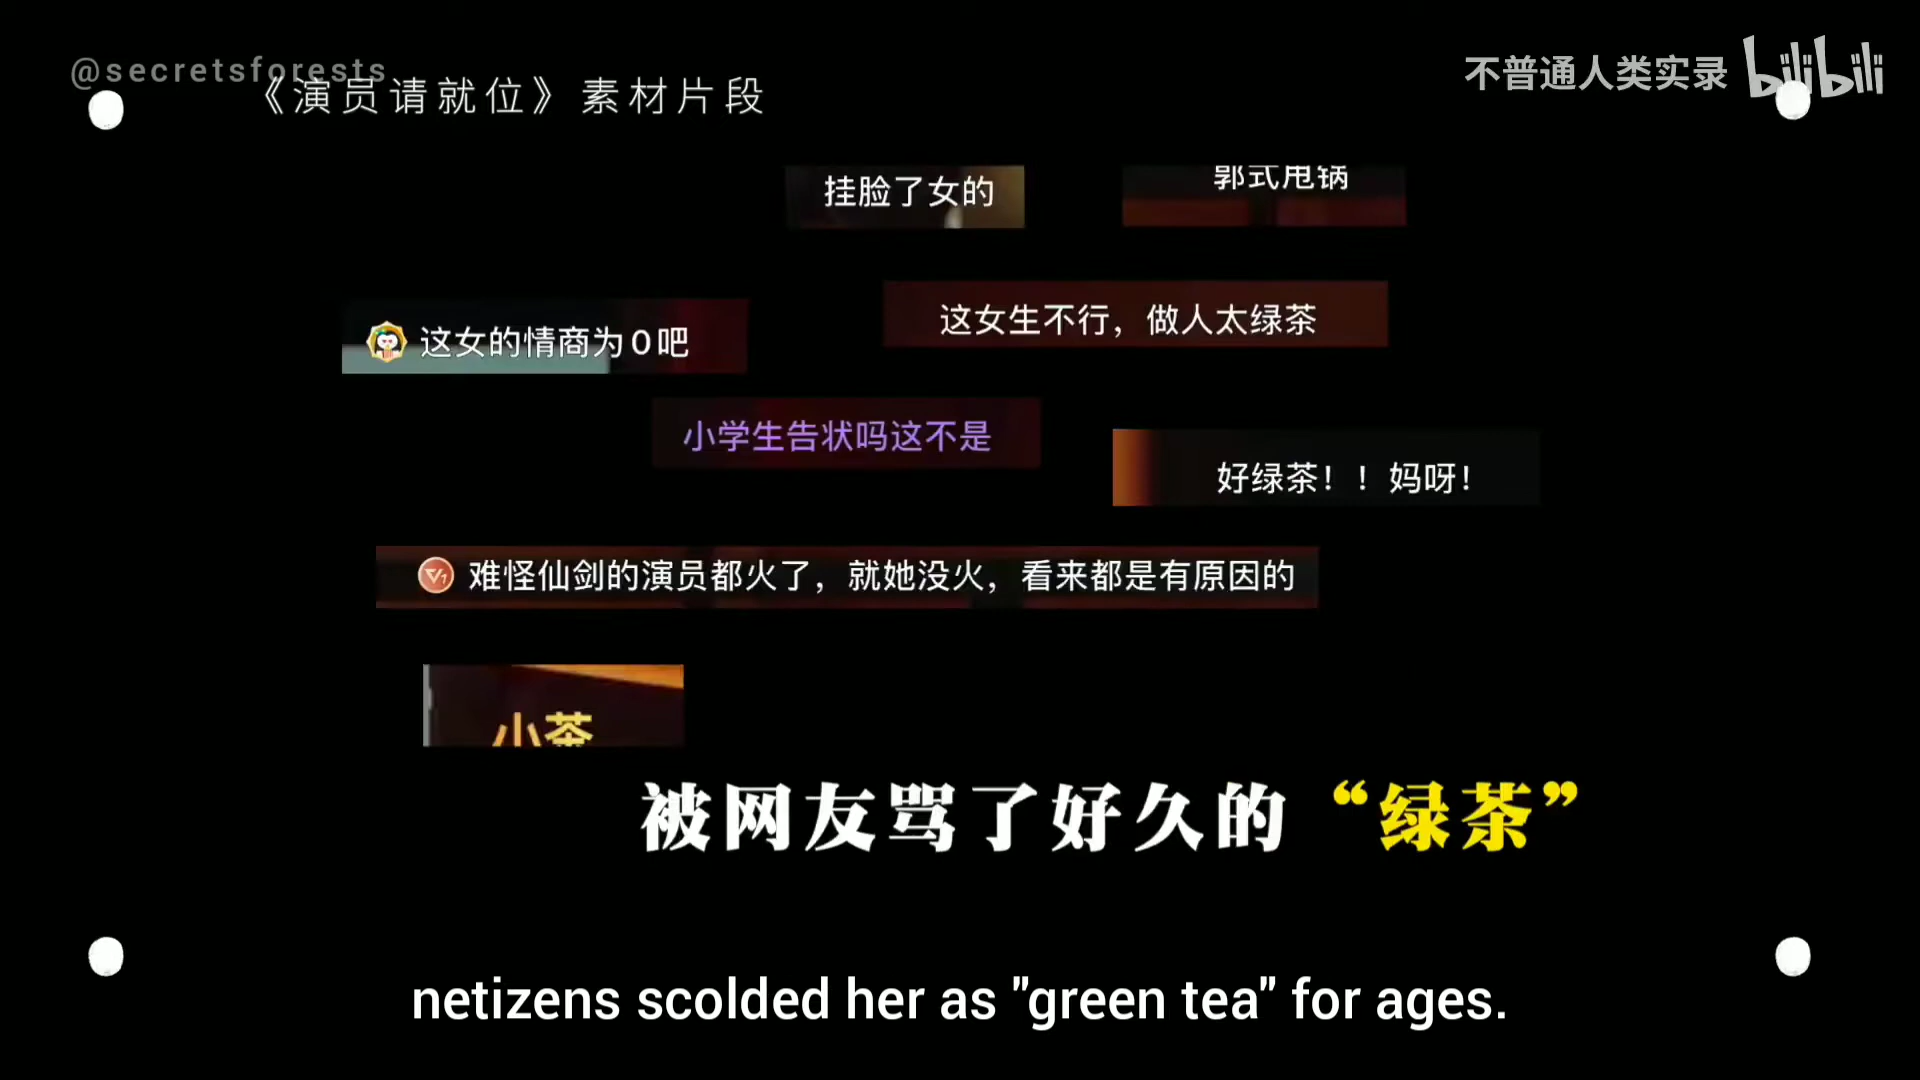 @secretsforests
《演员请就位》素材片段
不普通人类实录 bilibili
挂脸了女的
郭式甩锅
这女生不行，做人太绿茶
这女的情商为0吧
小学生告状吗这不是
好绿茶！！妈呀！
难怪仙剑的演员都火了，就她没火，看来都是有原因的
小茶
被网友骂了好久的“绿茶”
netizens scolded her as "green tea" for ages.